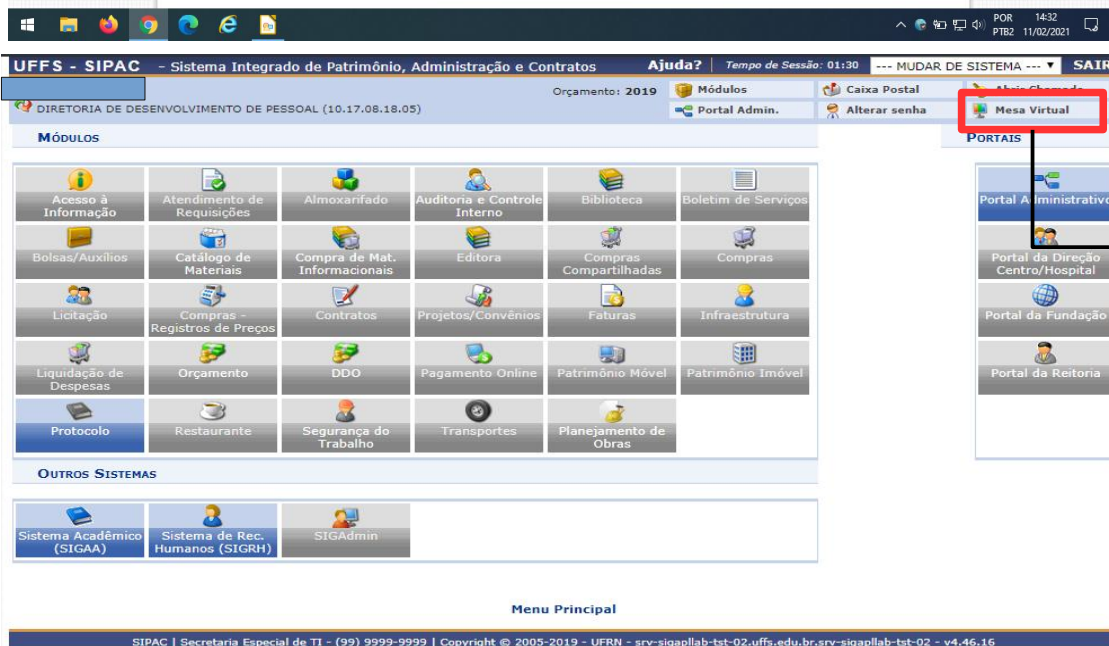 POR 14:32
PTB2 11/02/2021
UFFS - SIPAC - Sistema Integrado de Patrimônio, Administração e Contratos Ajuda? Tempo de Sessão: 01:30 --- MUDAR DE SISTEMA --- SAIR
Orçamento: 2019 Módulos Caixa Postal Abrir Chamado
DIRETORIA DE DESENVOLVIMENTO DE PESSOAL (10.17.08.18.05) Portal Admin. Alterar senha Mesa Virtual
MÓDULOS PORTAIS
Acesso à Informação
Atendimento de Requisições
Almoxarifado
Auditoria e Controle Interno
Biblioteca
Boletim de Serviços
Portal Administrativo
Bolsas/Auxílios
Catálogo de Materiais
Compra de Mat. Informacionais
Editora
Compras Compartilhadas
Compras
Portal da Direção Centro/Hospital
Licitação
Compras - Registros de Preços
Contratos
Projetos/Convênios
Faturas
Infraestrutura
Portal da Fundação
Liquidação de Despesas
Orçamento
DDO
Pagamento Online
Patrimônio Móvel
Patrimônio Imóvel
Portal da Reitoria
Protocolo
Restaurante
Segurança do Trabalho
Transportes
Planejamento de Obras
OUTROS SISTEMAS
Sistema Acadêmico (SIGAA)
Sistema de Rec. Humanos (SIGRH)
SIGAdmin
Menu Principal
SIPAC | Secretaria Especial de TI - (99) 9999-9999 | Copyright © 2005-2019 - UFRN - srv-sigapllab-tst-02.uffs.edu.br.srv-sigapllab-tst-02 - v4.46.16